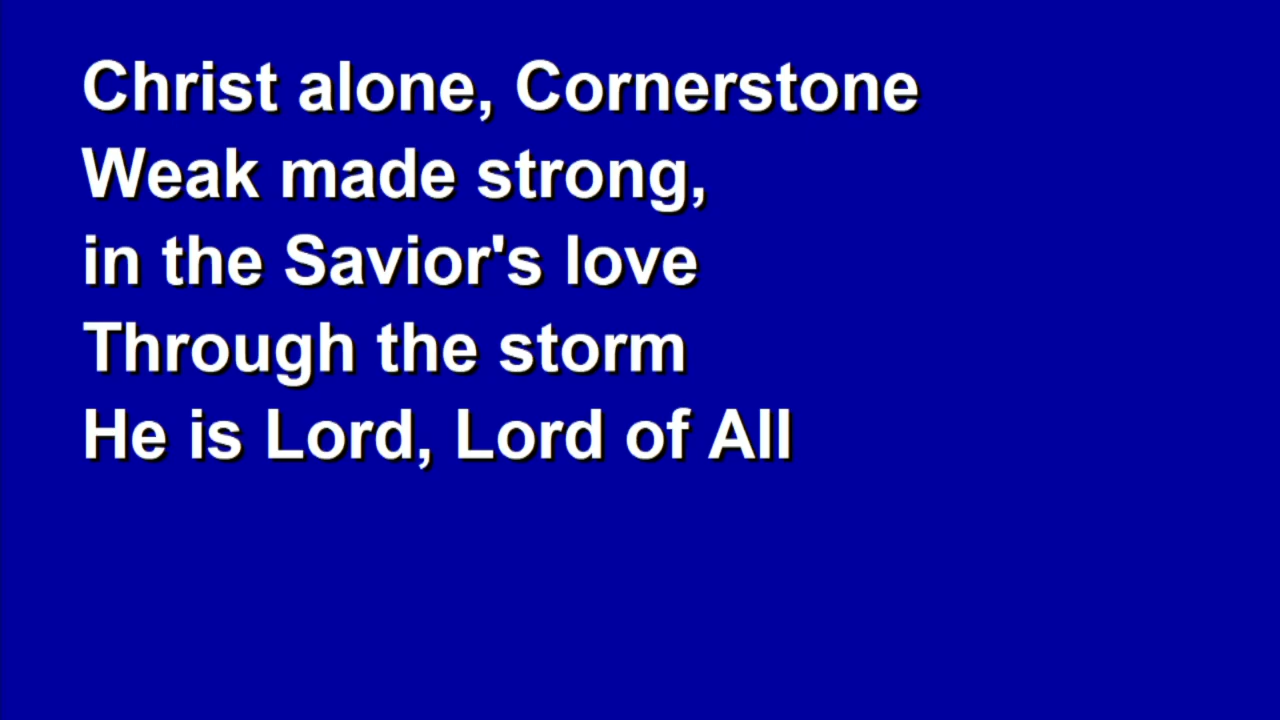 Christ alone, Cornerstone
Weak made strong,
in the Savior's love
Through the storm
He is Lord, Lord of All